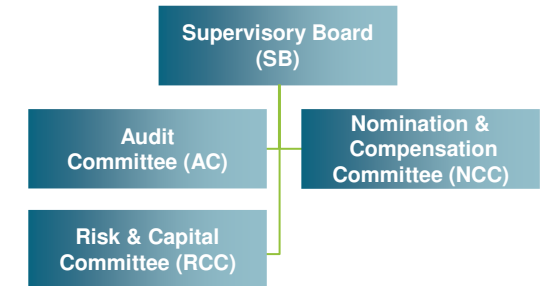 Supervisory Board
(SB)
Audit
Committee (AC)
Nomination &
Compensation
Committee (NCC)
Risk & Capital
Committee (RCC)